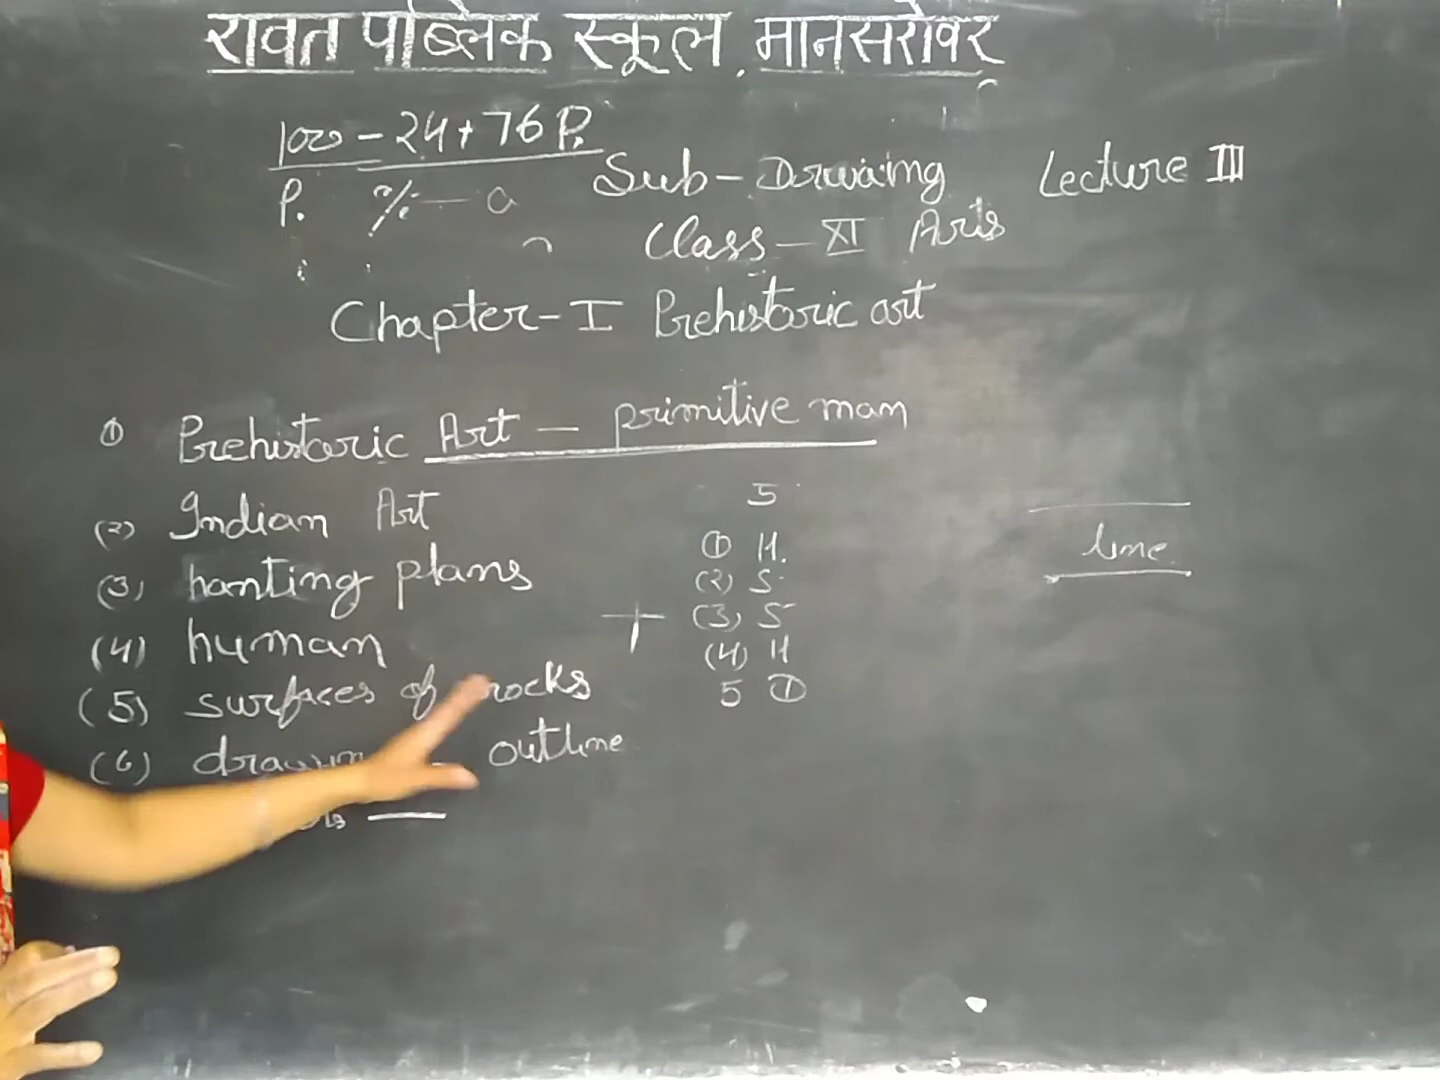 रावत पब्लिक स्कूल, मानसरोवर
100 - 24 + 76 P.
P. % - a
Sub - Drwaing Lecture III
Class - XI Arts
Chapter - I Prehistoric art
① Prehistoric Art - primitive man
(2) Indian Art
(3) hanting plans
(4) human
(5) surfaces of rocks
(6) outline
5
① H.
(2) S
(3) S
(4) H
5 ①
line